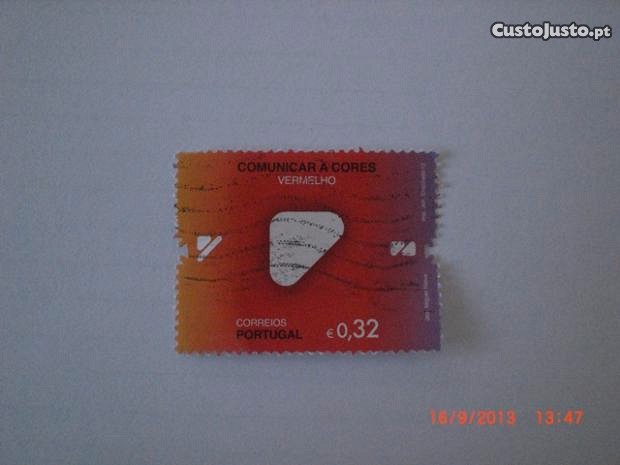 CustoJusto.pt
COMUNICAR À CORES
VERMELHO
CORREIOS
PORTUGAL
€0,32
16/9/2013 13:47